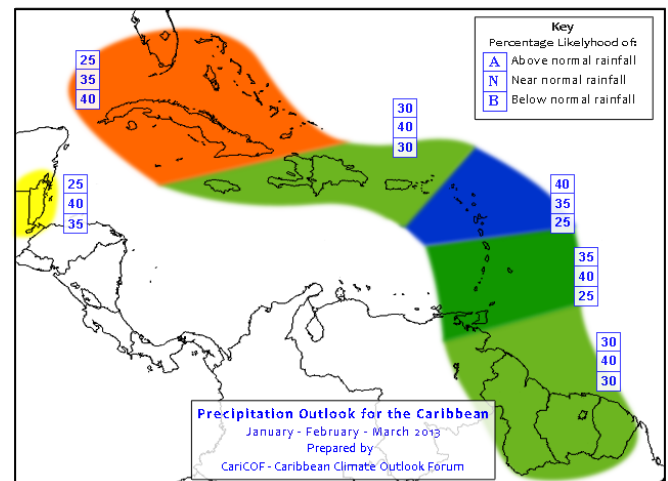 Key
Percentage Likelyhood of:
A Above normal rainfall
N Near normal rainfall
B Below normal rainfall
25
35
40
30
40
30
25
40
35
40
35
25
35
40
25
30
40
30
Precipitation Outlook for the Caribbean
January - February - March 2013
Prepared by
CariCOF - Caribbean Climate Outlook Forum